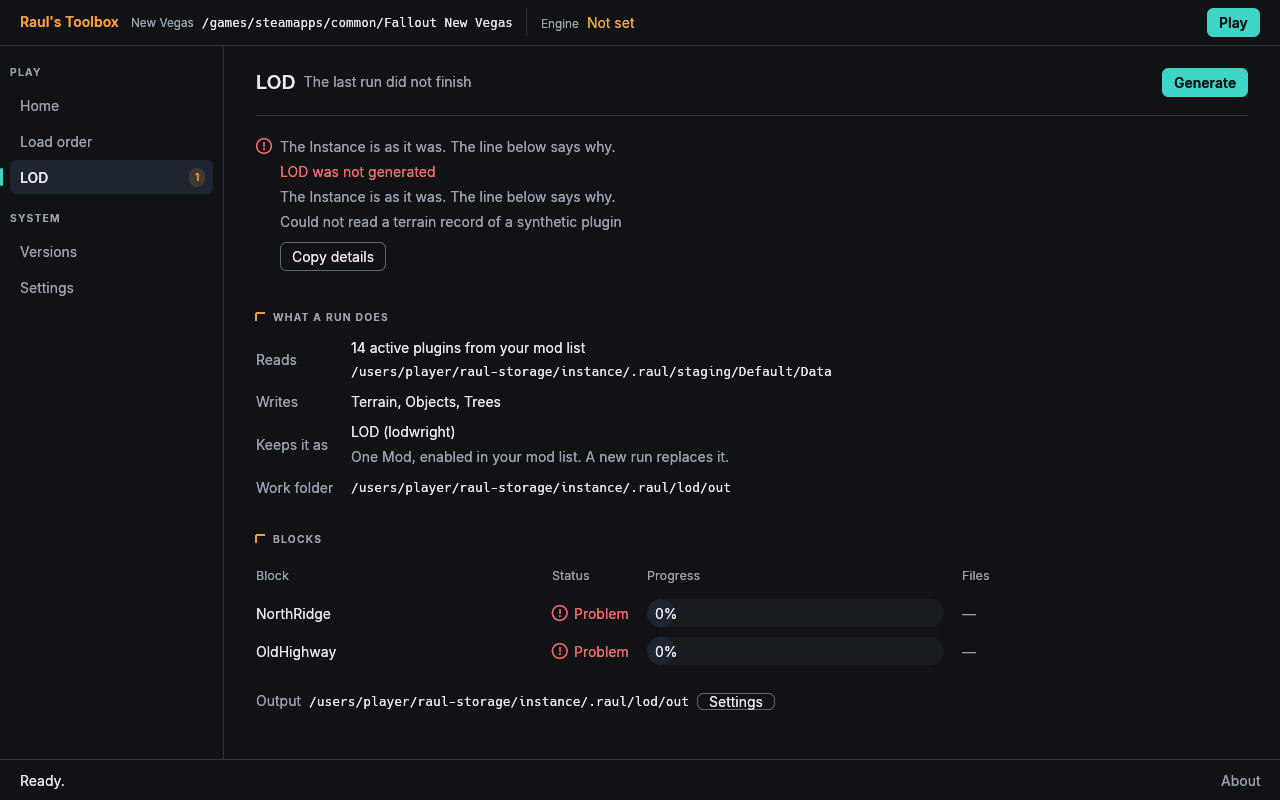 Raul's Toolbox New Vegas /games/steamapps/common/Fallout New Vegas Engine Not set Play
PLAY
Home
Load order
LOD 1
SYSTEM
Versions
Settings
LOD The last run did not finish Generate
The Instance is as it was. The line below says why.
LOD was not generated
The Instance is as it was. The line below says why.
Could not read a terrain record of a synthetic plugin
Copy details
WHAT A RUN DOES
Reads 14 active plugins from your mod list
/users/player/raul-storage/instance/.raul/staging/Default/Data
Writes Terrain, Objects, Trees
Keeps it as LOD (lodwright)
One Mod, enabled in your mod list. A new run replaces it.
Work folder /users/player/raul-storage/instance/.raul/lod/out
BLOCKS
Block Status Progress Files
NorthRidge Problem 0% —
OldHighway Problem 0% —
Output /users/player/raul-storage/instance/.raul/lod/out Settings
Ready. About